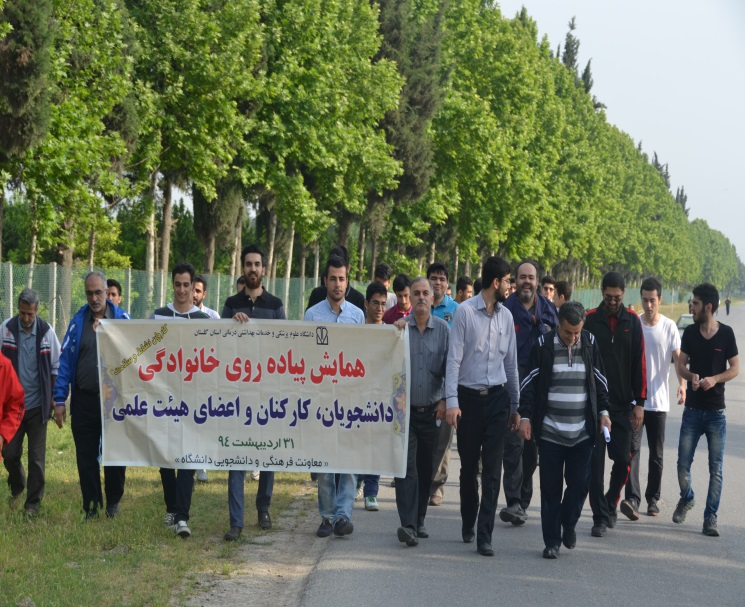 دانشگاه علوم پزشکی و خدمات بهداشتی درمانی استان گلستان
همایش پیاده روی خانوادگی
دانشجویان، کارکنان و اعضای هیئت علمی
۳۱ اردیبهشت ۹۴
« معاونت فرهنگی و دانشجویی دانشگاه »